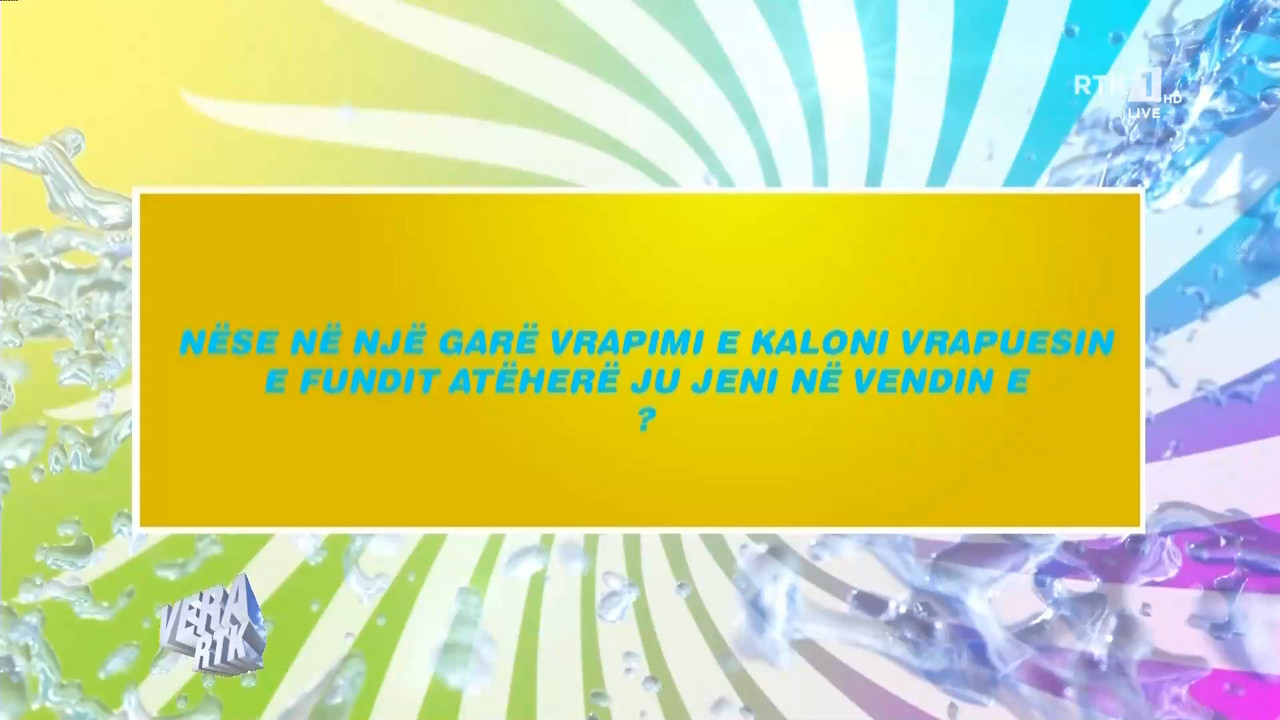 RTK 1 HD
LIVE
NËSE NË NJË GARË VRAPIMI E KALONI VRAPUESIN
E FUNDIT ATËHERË JU JENI NË VENDIN E
?
VERA
RTK